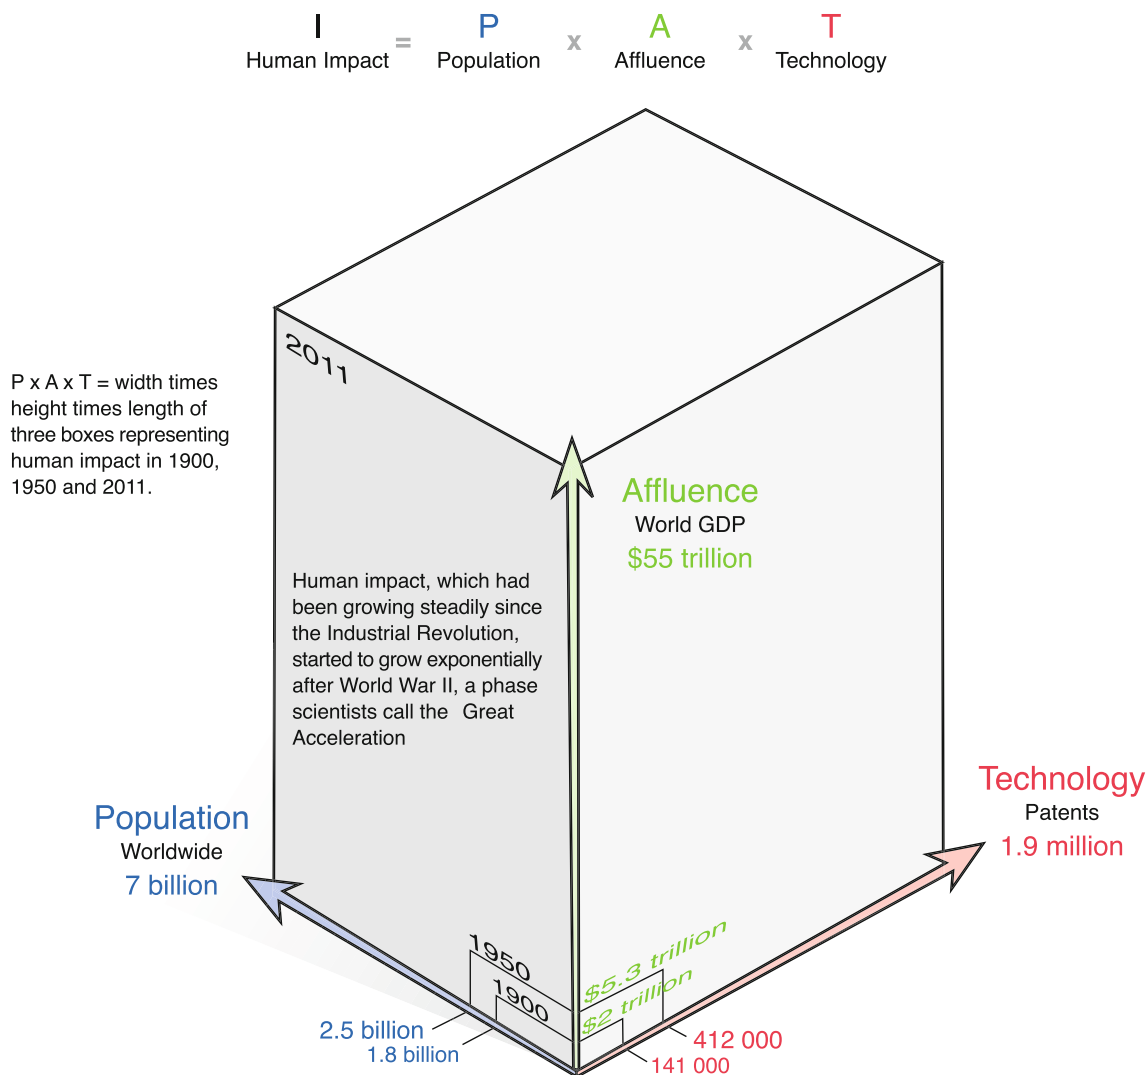 I = P x A x T
Human Impact Population Affluence Technology
2011
P x A x T = width times
height times length of
three boxes representing
human impact in 1900,
1950 and 2011.
Affluence
World GDP
$55 trillion
Human impact, which had
been growing steadily since
the Industrial Revolution,
started to grow exponentially
after World War II, a phase
scientists call the Great
Acceleration
Technology
Patents
1.9 million
Population
Worldwide
7 billion
1950
$5.3 trillion
1900
$2 trillion
2.5 billion
412 000
1.8 billion
141 000